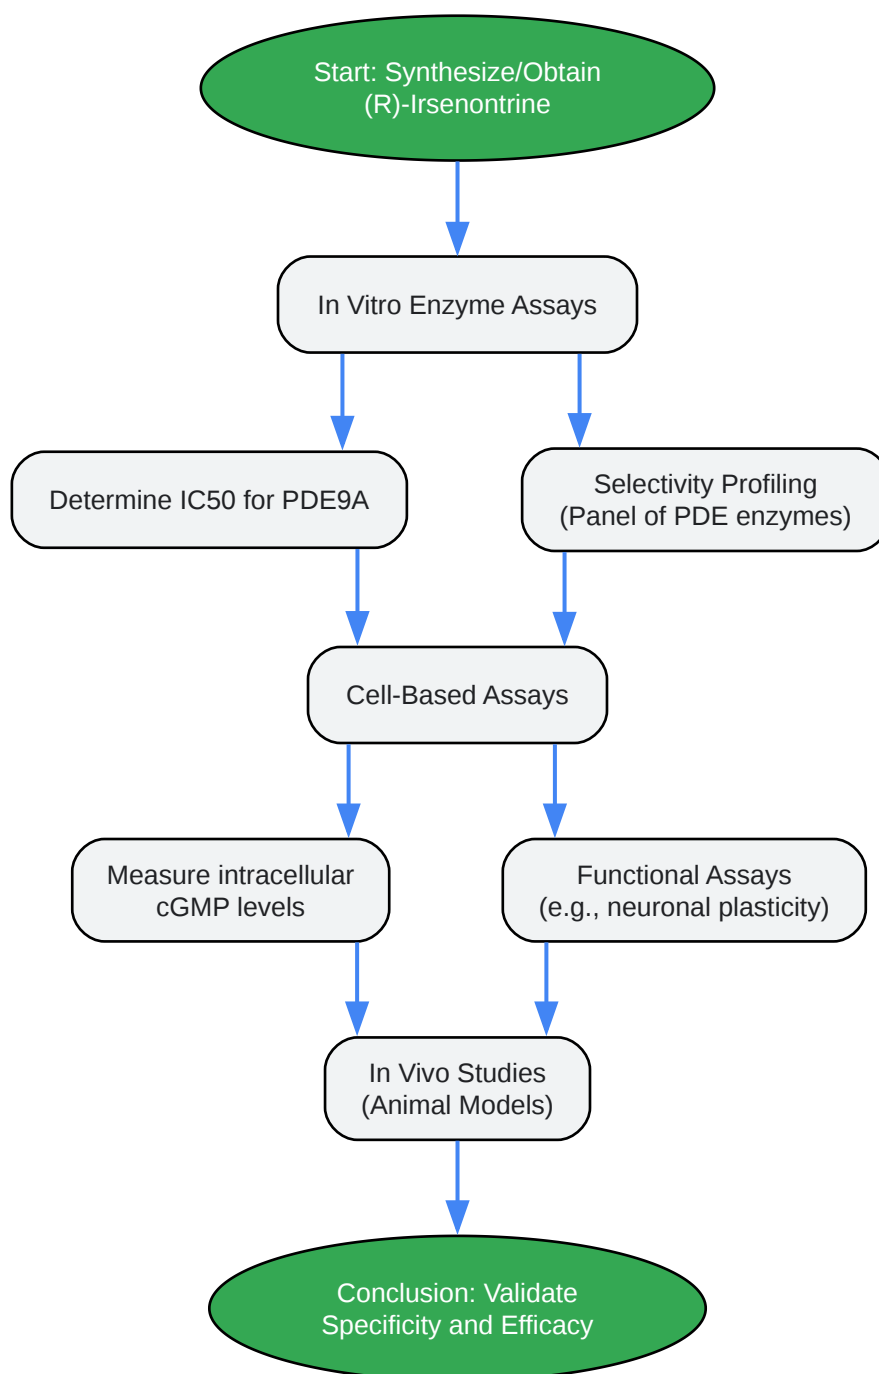 Start: Synthesize/Obtain
(R)-Irsenontrine
In Vitro Enzyme Assays
Determine IC50 for PDE9A
Selectivity Profiling
(Panel of PDE enzymes)
Cell-Based Assays
Measure intracellular
cGMP levels
Functional Assays
(e.g., neuronal plasticity)
In Vivo Studies
(Animal Models)
Conclusion: Validate
Specificity and Efficacy